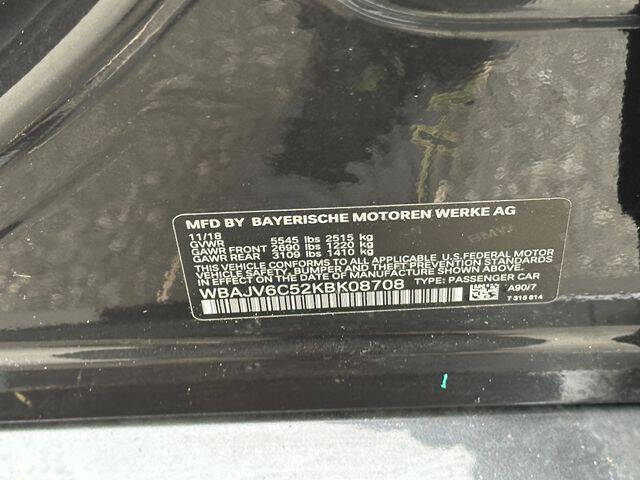 MFD BY BAYERISCHE MOTOREN WERKE AG
11/18
GVWR 5545 lbs 2515 kg
GAWR FRONT 2690 lbs 1220 kg
GAWR REAR 3109 lbs 1410 kg
THIS VEHICLE CONFORMS TO ALL APPLICABLE U.S.FEDERAL MOTOR
VEHICLE SAFETY,BUMPER,AND THEFT PREVENTION STANDARDS
IN EFFECT ON THE DATE OF MANUFACTURE SHOWN ABOVE.
WBAJV6C52KBK08708 TYPE: PASSENGER CAR
A90/7
7 315 814